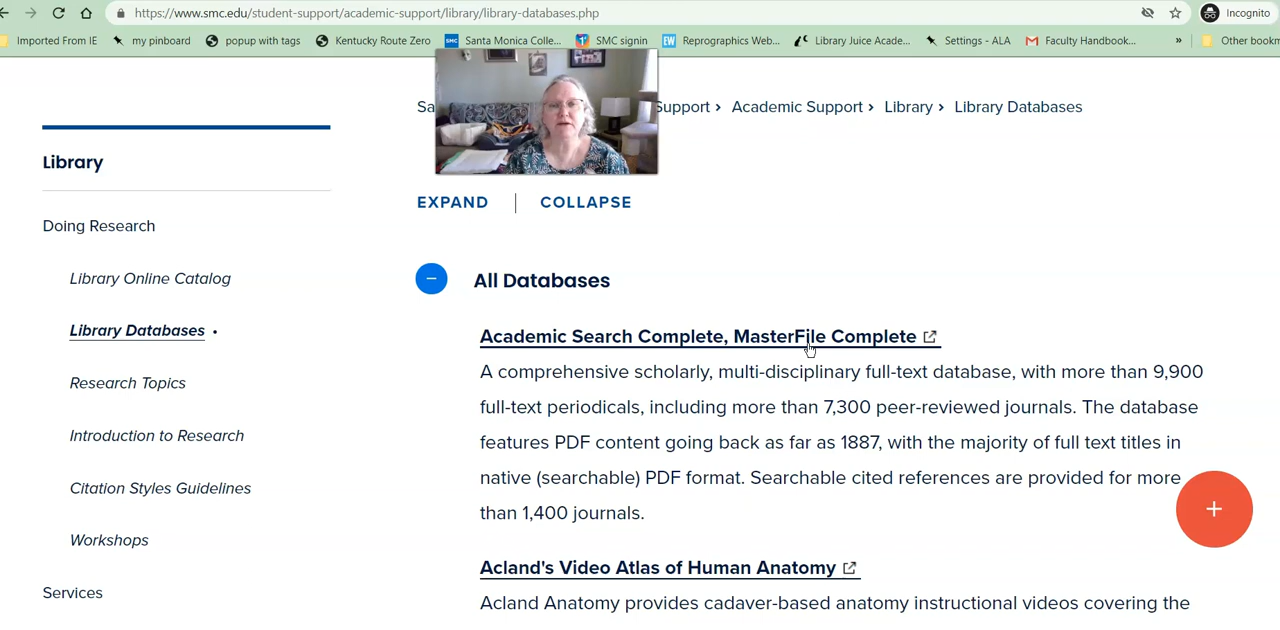 https://www.smc.edu/student-support/academic-support/library/library-databases.php
Incognito
Imported From IE
my pinboard
popup with tags
Kentucky Route Zero
SMC
Santa Monica Colle...
SMC signin
EW
Reprographics Web...
Library Juice Acade...
Settings - ALA
Faculty Handbook...
»
Other bookm
Sa
Support › Academic Support › Library › Library Databases
Library
EXPAND | COLLAPSE
Doing Research
All Databases
Library Online Catalog
Library Databases •
Academic Search Complete, MasterFile Complete
A comprehensive scholarly, multi-disciplinary full-text database, with more than 9,900
Research Topics
full-text periodicals, including more than 7,300 peer-reviewed journals. The database
Introduction to Research
features PDF content going back as far as 1887, with the majority of full text titles in
native (searchable) PDF format. Searchable cited references are provided for more
Citation Styles Guidelines
than 1,400 journals.
Workshops
Acland's Video Atlas of Human Anatomy
Services
Acland Anatomy provides cadaver-based anatomy instructional videos covering the